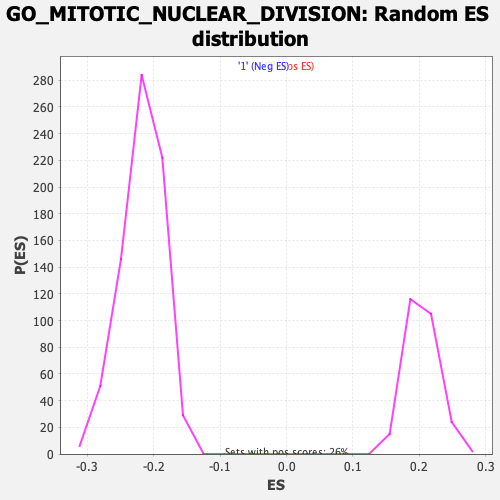 GO_MITOTIC_NUCLEAR_DIVISION: Random ES
distribution
'1' (Neg ES)os ES)
280
260
240
220
200
180
160
140
120
100
80
60
40
20
0
P(ES)
Sets with pos scores: 26%
-0.3 -0.2 -0.1 0.0 0.1 0.2 0.3
ES